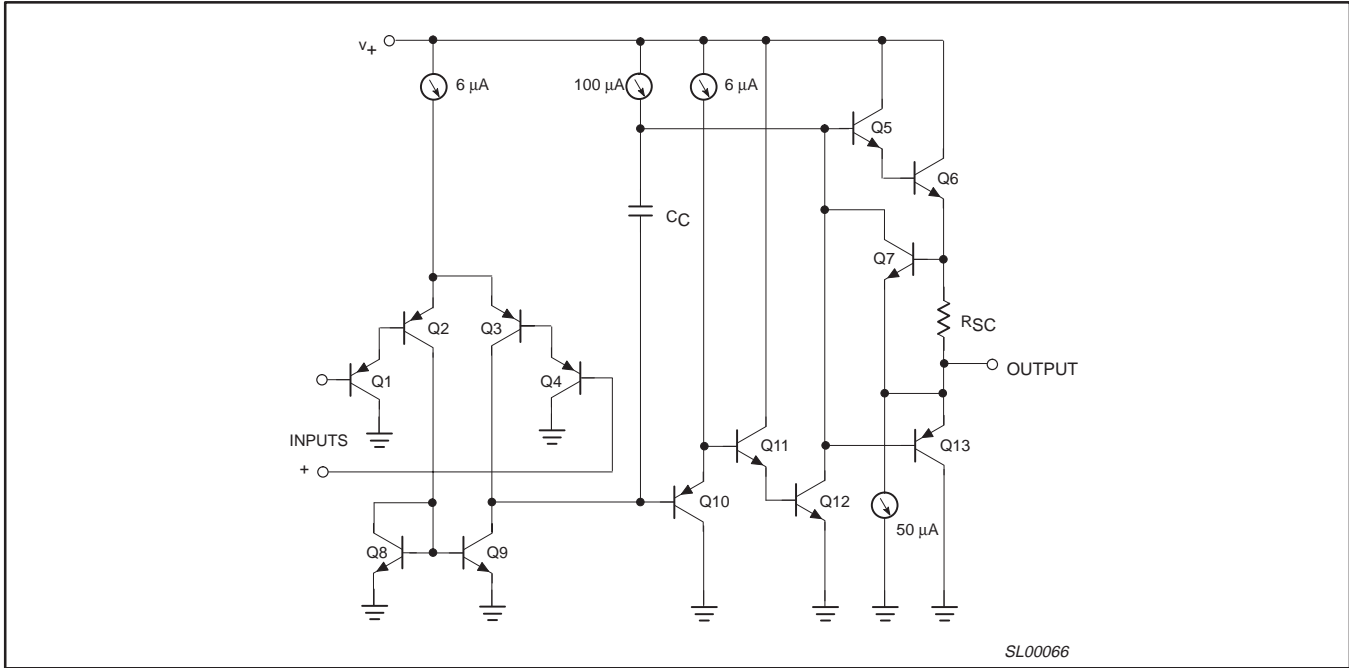 V+
6 μA
100 μA
6 μA
Q5
Q6
CC
Q7
Q2
Q3
RSC
Q1
Q4
OUTPUT
INPUTS
+
Q11
Q13
Q10
Q12
50 μA
Q8
Q9
SL00066